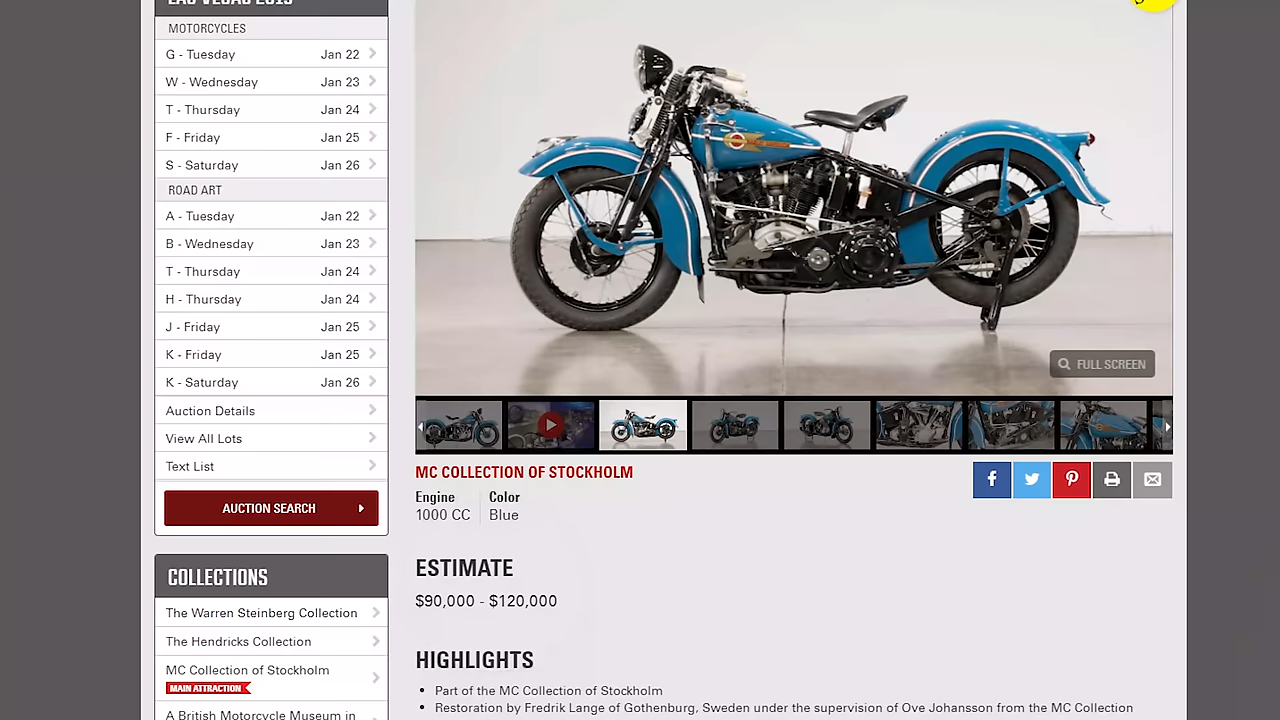 LAS VEGAS 2019
MOTORCYCLES
G - Tuesday Jan 22
W - Wednesday Jan 23
T - Thursday Jan 24
F - Friday Jan 25
S - Saturday Jan 26
ROAD ART
A - Tuesday Jan 22
B - Wednesday Jan 23
T - Thursday Jan 24
H - Thursday Jan 24
J - Friday Jan 25
K - Friday Jan 25
K - Saturday Jan 26
Auction Details
View All Lots
Text List
AUCTION SEARCH
COLLECTIONS
The Warren Steinberg Collection
The Hendricks Collection
MC Collection of Stockholm
MAIN ATTRACTION
A British Motorcycle Museum in
FULL SCREEN
MC COLLECTION OF STOCKHOLM
Engine Color
1000 CC Blue
ESTIMATE
$90,000 - $120,000
HIGHLIGHTS
• Part of the MC Collection of Stockholm
• Restoration by Fredrik Lange of Gothenburg, Sweden under the supervision of Ove Johansson from the MC Collection